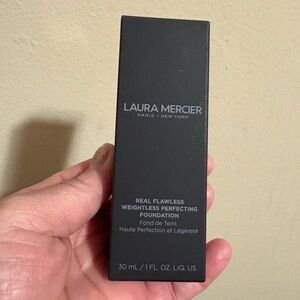 LAURA MERCIER
PARIS | NEW YORK
REAL FLAWLESS
WEIGHTLESS PERFECTING
FOUNDATION
Fond de Teint
Haute Perfection et Légèreté
30 mL / 1 FL. OZ. LIQ. US